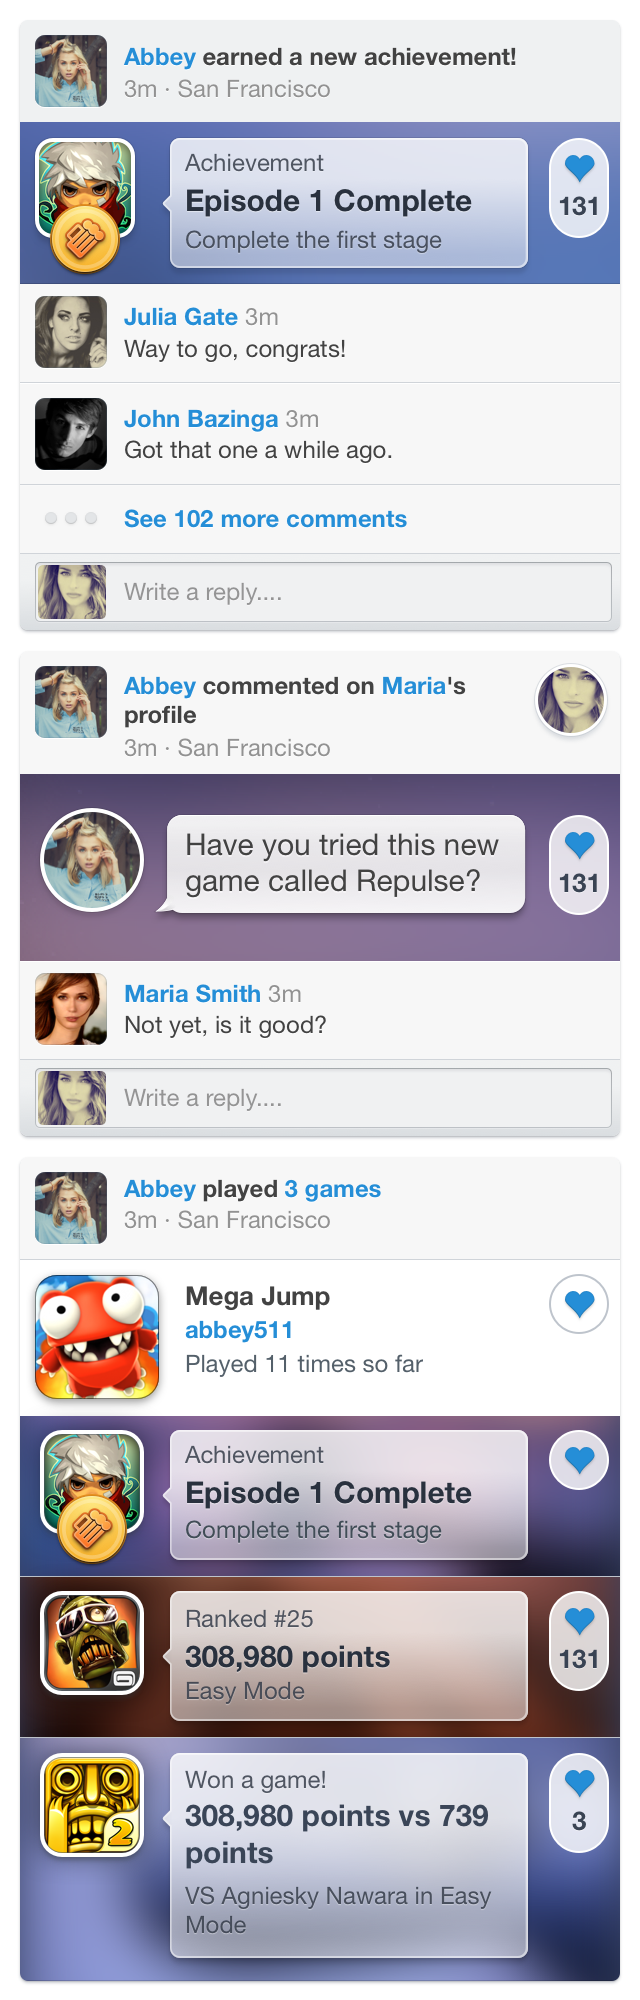 Abbey earned a new achievement!
3m · San Francisco
Achievement
Episode 1 Complete
Complete the first stage
131
Julia Gate 3m
Way to go, congrats!
John Bazinga 3m
Got that one a while ago.
See 102 more comments
Write a reply....
Abbey commented on Maria's
profile
3m · San Francisco
Have you tried this new
game called Repulse?
131
Maria Smith 3m
Not yet, is it good?
Write a reply....
Abbey played 3 games
3m · San Francisco
Mega Jump
abbey511
Played 11 times so far
Achievement
Episode 1 Complete
Complete the first stage
Ranked #25
308,980 points
Easy Mode
131
2
Won a game!
308,980 points vs 739
points
VS Agniesky Nawara in Easy
Mode
3